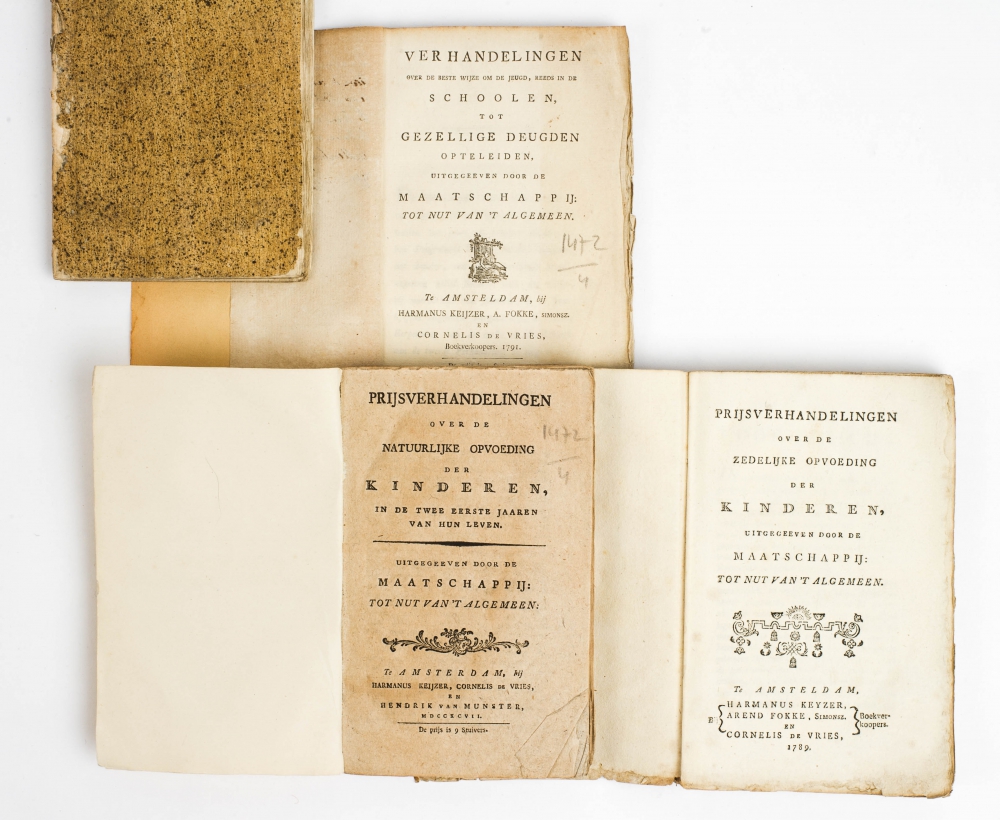 VERHANDELINGEN
OVER DE BESTE WIJZE OM DE JEUGD, REEDS IN DE
SCHOOLEN,
TOT
GEZELLIGE DEUGDEN
OPTELEIDEN,
UITGEGEEVEN DOOR DE
MAATSCHAPPIJ:
TOT NUT VAN 'T ALGEMEEN.
1472
4
Te AMSTELDAM, bij
HARMANUS KEIJZER, A. FOKKE, SIMONSZ.
EN
CORNELIS DE VRIES,
Boekverkoopers. 1791.
PRIJSVERHANDELINGEN
OVER DE
NATUURLIJKE OPVOEDING
DER
KINDEREN,
IN DE TWEE EERSTE JAAREN
VAN HUN LEVEN.
1472
4
UITGEGEEVEN DOOR DE
MAATSCHAPPIJ:
TOT NUT VAN 'T ALGEMEEN:
Te AMSTERDAM, bij
HARMANUS KEIJZER, CORNELIS DE VRIES,
EN
HENDRIK VAN MUNSTER,
MDCCXCVII.
De prijs is 9 Stuivers.
PRIJSVERHANDELINGEN
OVER DE
ZEDELIJKE OPVOEDING
DER
KINDEREN,
UITGEGEEVEN DOOR DE
MAATSCHAPPIJ:
TOT NUT VAN 'T ALGEMEEN.
Te AMSTELDAM,
HARMANUS KEYZER,
AREND FOKKE, SIMONSZ.
EN
CORNELIS DE VRIES,
Boekver-
koopers.
1789.